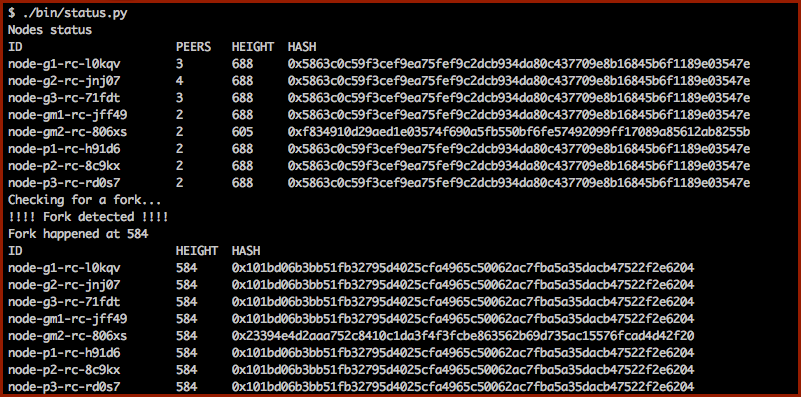 $ ./bin/status.py
Nodes status
ID PEERS HEIGHT HASH
node-g1-rc-l0kqv 3 688 0x5863c0c59f3cef9ea75fef9c2dcb934da80c437709e8b16845b6f1189e03547e
node-g2-rc-jnj07 4 688 0x5863c0c59f3cef9ea75fef9c2dcb934da80c437709e8b16845b6f1189e03547e
node-g3-rc-71fdt 3 688 0x5863c0c59f3cef9ea75fef9c2dcb934da80c437709e8b16845b6f1189e03547e
node-gm1-rc-jff49 2 688 0x5863c0c59f3cef9ea75fef9c2dcb934da80c437709e8b16845b6f1189e03547e
node-gm2-rc-806xs 2 605 0xf834910d29aed1e03574f690a5fb550bf6fe57492099ff17089a85612ab8255b
node-p1-rc-h91d6 2 688 0x5863c0c59f3cef9ea75fef9c2dcb934da80c437709e8b16845b6f1189e03547e
node-p2-rc-8c9kx 2 688 0x5863c0c59f3cef9ea75fef9c2dcb934da80c437709e8b16845b6f1189e03547e
node-p3-rc-rd0s7 2 688 0x5863c0c59f3cef9ea75fef9c2dcb934da80c437709e8b16845b6f1189e03547e
Checking for a fork...
!!!! Fork detected !!!!
Fork happened at 584
ID HEIGHT HASH
node-g1-rc-l0kqv 584 0x101bd06b3bb51fb32795d4025cfa4965c50062ac7fba5a35dacb47522f2e6204
node-g2-rc-jnj07 584 0x101bd06b3bb51fb32795d4025cfa4965c50062ac7fba5a35dacb47522f2e6204
node-g3-rc-71fdt 584 0x101bd06b3bb51fb32795d4025cfa4965c50062ac7fba5a35dacb47522f2e6204
node-gm1-rc-jff49 584 0x101bd06b3bb51fb32795d4025cfa4965c50062ac7fba5a35dacb47522f2e6204
node-gm2-rc-806xs 584 0x23394e4d2aaa752c8410c1da3f4f3fcbe863562b69d735ac15576fcad4d42f20
node-p1-rc-h91d6 584 0x101bd06b3bb51fb32795d4025cfa4965c50062ac7fba5a35dacb47522f2e6204
node-p2-rc-8c9kx 584 0x101bd06b3bb51fb32795d4025cfa4965c50062ac7fba5a35dacb47522f2e6204
node-p3-rc-rd0s7 584 0x101bd06b3bb51fb32795d4025cfa4965c50062ac7fba5a35dacb47522f2e6204